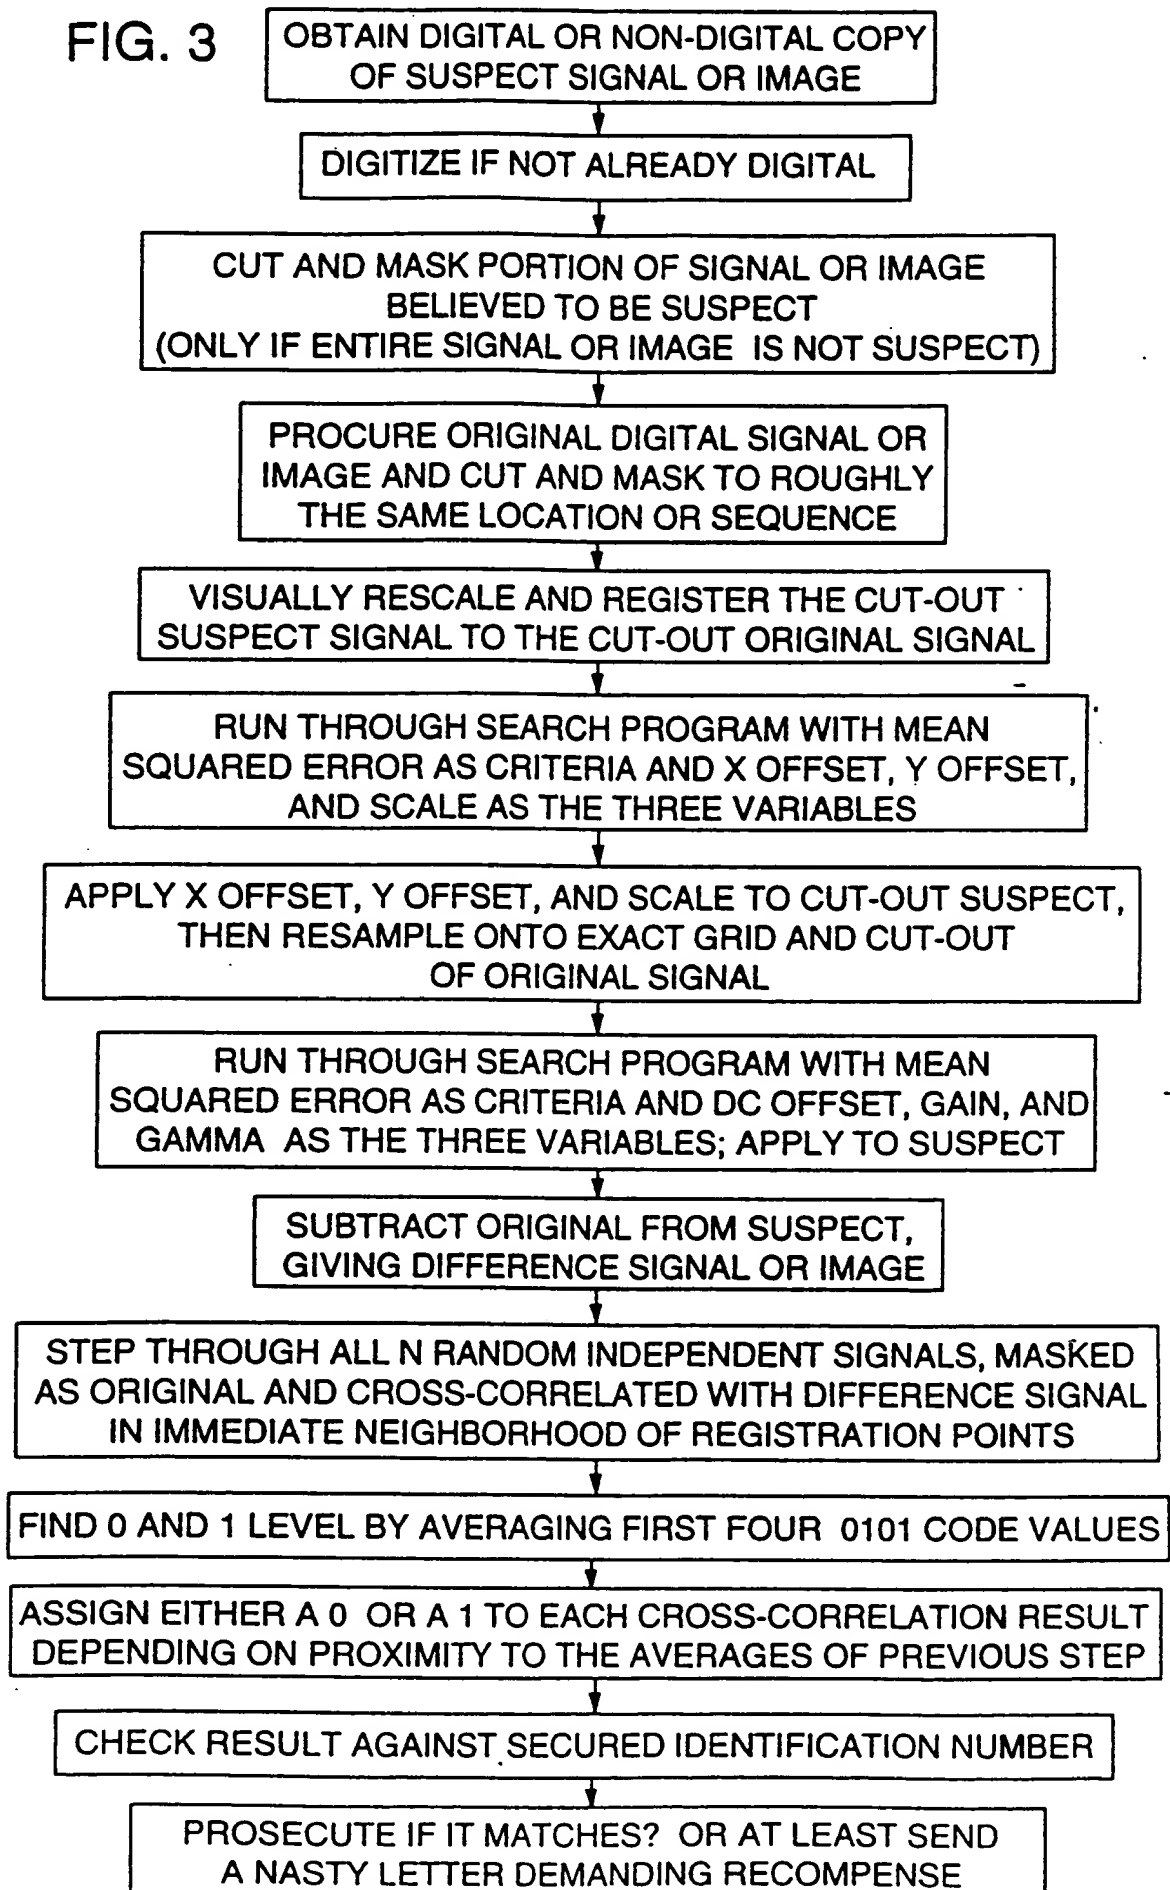 FIG. 3
OBTAIN DIGITAL OR NON-DIGITAL COPY
OF SUSPECT SIGNAL OR IMAGE
DIGITIZE IF NOT ALREADY DIGITAL
CUT AND MASK PORTION OF SIGNAL OR IMAGE
BELIEVED TO BE SUSPECT
(ONLY IF ENTIRE SIGNAL OR IMAGE IS NOT SUSPECT)
PROCURE ORIGINAL DIGITAL SIGNAL OR
IMAGE AND CUT AND MASK TO ROUGHLY
THE SAME LOCATION OR SEQUENCE
VISUALLY RESCALE AND REGISTER THE CUT-OUT
SUSPECT SIGNAL TO THE CUT-OUT ORIGINAL SIGNAL
RUN THROUGH SEARCH PROGRAM WITH MEAN
SQUARED ERROR AS CRITERIA AND X OFFSET, Y OFFSET,
AND SCALE AS THE THREE VARIABLES
APPLY X OFFSET, Y OFFSET, AND SCALE TO CUT-OUT SUSPECT,
THEN RESAMPLE ONTO EXACT GRID AND CUT-OUT
OF ORIGINAL SIGNAL
RUN THROUGH SEARCH PROGRAM WITH MEAN
SQUARED ERROR AS CRITERIA AND DC OFFSET, GAIN, AND
GAMMA AS THE THREE VARIABLES; APPLY TO SUSPECT
SUBTRACT ORIGINAL FROM SUSPECT,
GIVING DIFFERENCE SIGNAL OR IMAGE
STEP THROUGH ALL N RANDOM INDEPENDENT SIGNALS, MASKED
AS ORIGINAL AND CROSS-CORRELATED WITH DIFFERENCE SIGNAL
IN IMMEDIATE NEIGHBORHOOD OF REGISTRATION POINTS
FIND 0 AND 1 LEVEL BY AVERAGING FIRST FOUR 0101 CODE VALUES
ASSIGN EITHER A 0 OR A 1 TO EACH CROSS-CORRELATION RESULT
DEPENDING ON PROXIMITY TO THE AVERAGES OF PREVIOUS STEP
CHECK RESULT AGAINST SECURED IDENTIFICATION NUMBER
PROSECUTE IF IT MATCHES? OR AT LEAST SEND
A NASTY LETTER DEMANDING RECOMPENSE